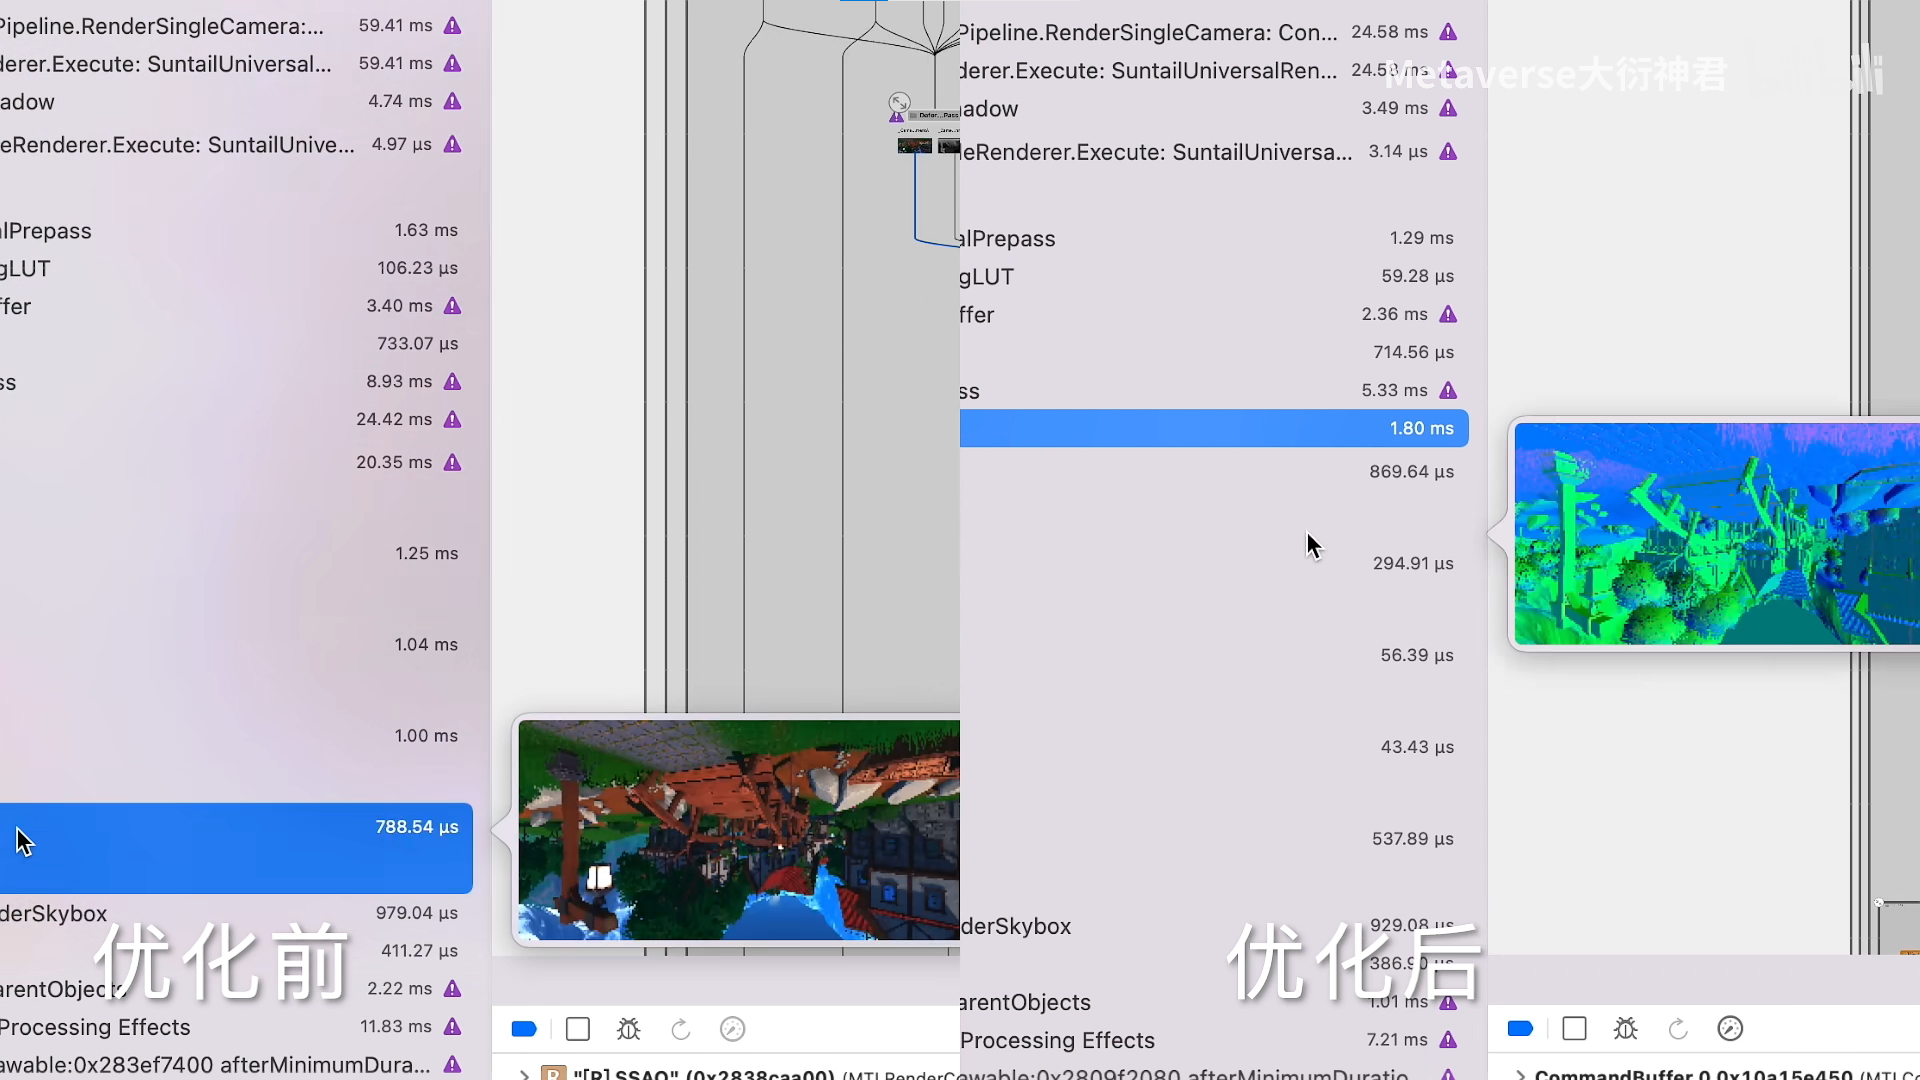 Pipeline.RenderSingleCamera:... 59.41 ms
derer.Execute: SuntailUniversal... 59.41 ms
adow 4.74 ms
eRenderer.Execute: SuntailUnive... 4.97 µs
alPrepass 1.63 ms
gLUT 106.23 µs
ffer 3.40 ms
733.07 µs
ss 8.93 ms
24.42 ms
20.35 ms
1.25 ms
1.04 ms
1.00 ms
788.54 µs
derSkybox 979.04 µs
411.27 µs
arentObjects 2.22 ms
Processing Effects 11.83 ms
awable:0x283ef7400 afterMinimumDura...
优化前
Defer...Pass
"[R] SSAO" (0x2838caa00) (MTLRenderC
Pipeline.RenderSingleCamera: Con... 24.58 ms
derer.Execute: SuntailUniversalRen... 24.58 ms
Metaverse大衍神君
adow 3.49 ms
eRenderer.Execute: SuntailUniversa... 3.14 µs
alPrepass 1.29 ms
gLUT 59.28 µs
ffer 2.36 ms
714.56 µs
ss 5.33 ms
1.80 ms
869.64 µs
294.91 µs
56.39 µs
43.43 µs
537.89 µs
derSkybox 929.08 µs
386.90 µs
arentObjects 1.01 ms
Processing Effects 7.21 ms
awable:0x2809f2080 afterMinimumDuratio...
优化后
CommandBuffer 0 0x10a15e450 (MTLCo